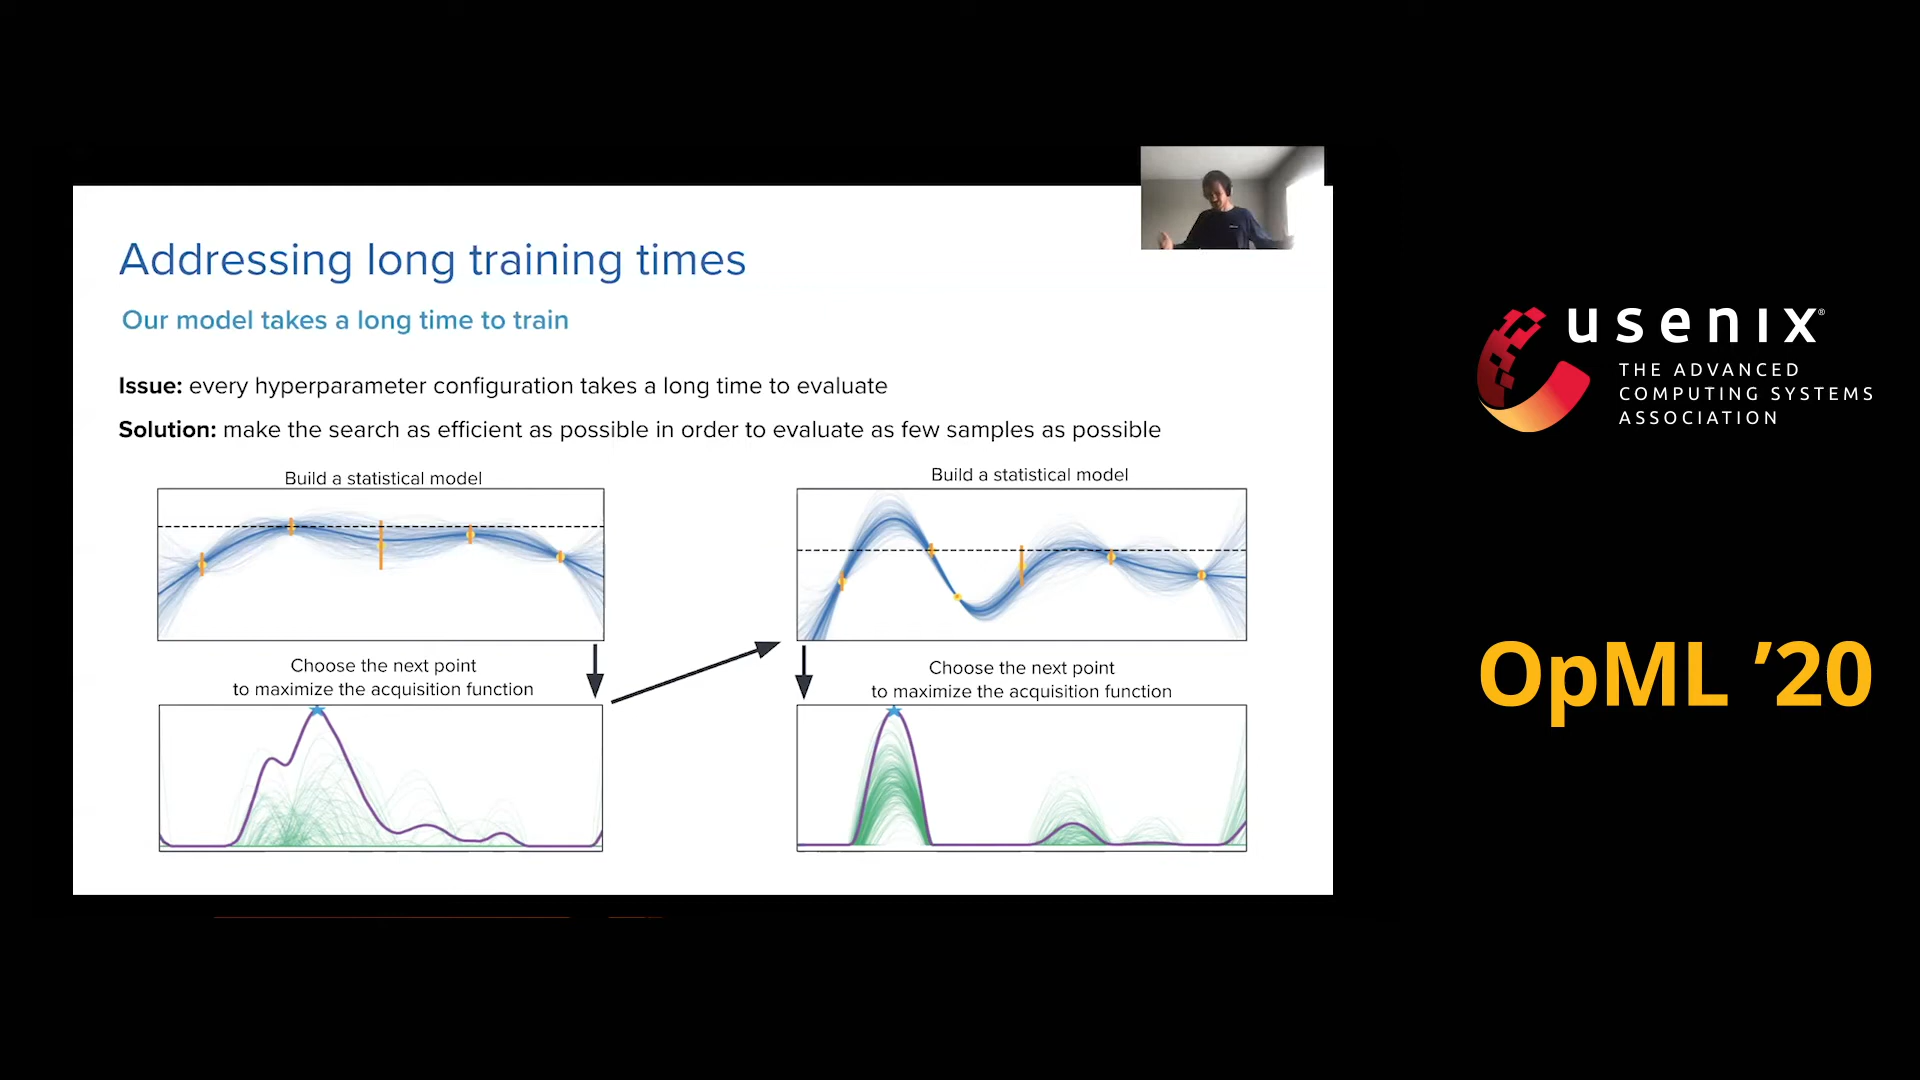 Addressing long training times
Our model takes a long time to train
Issue: every hyperparameter configuration takes a long time to evaluate
Solution: make the search as efficient as possible in order to evaluate as few samples as possible
Build a statistical model
Choose the next point
to maximize the acquisition function
Build a statistical model
Choose the next point
to maximize the acquisition function
usenix®
THE ADVANCED
COMPUTING SYSTEMS
ASSOCIATION
OpML ’20